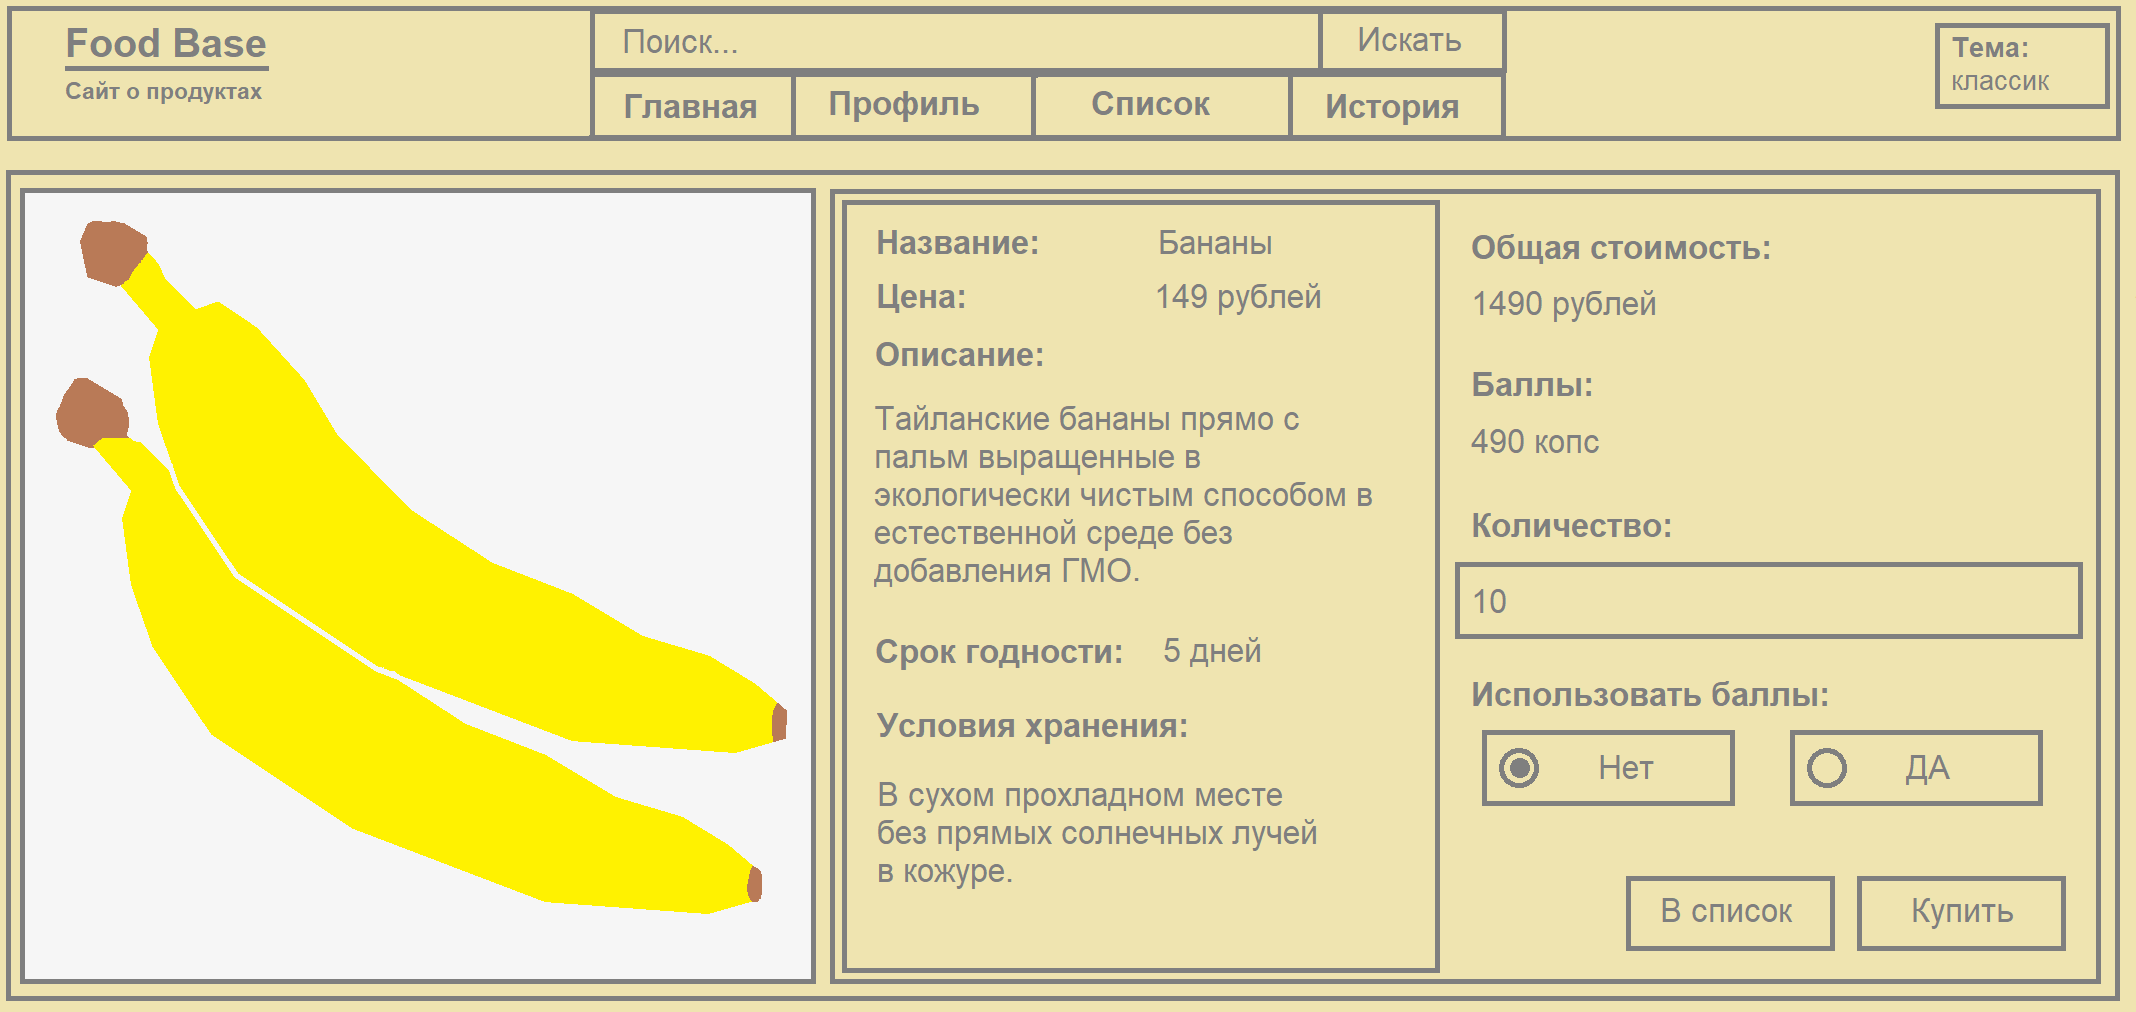 Food Base
Сайт о продуктах
Поиск...
Искать
Главная
Профиль
Список
История
Тема:
классик
Название: Бананы
Цена: 149 рублей
Описание:
Тайланские бананы прямо с
пальм выращенные в
экологически чистым способом в
естественной среде без
добавления ГМО.
Срок годности: 5 дней
Условия хранения:
В сухом прохладном месте
без прямых солнечных лучей
в кожуре.
Общая стоимость:
1490 рублей
Баллы:
490 копс
Количество:
10
Использовать баллы:
Нет
ДА
В список
Купить